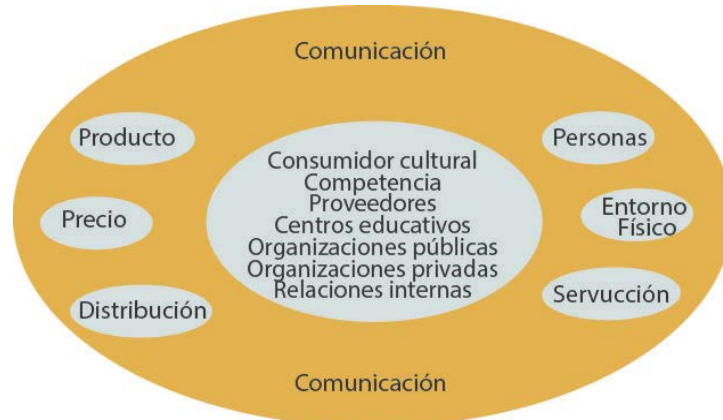 Comunicación
Producto
Precio
Distribución
Consumidor cultural
Competencia
Proveedores
Centros educativos
Organizaciones públicas
Organizaciones privadas
Relaciones internas
Personas
Entorno
Físico
Servucción
Comunicación